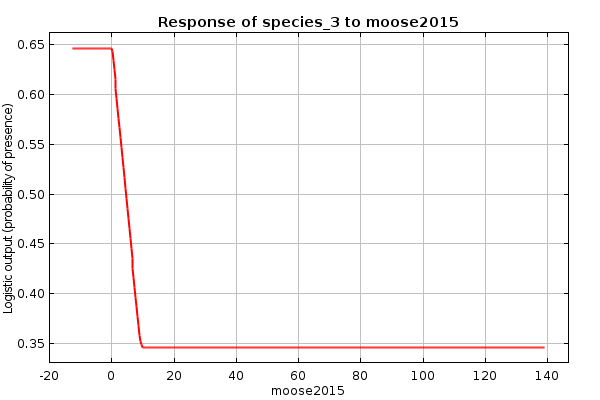 Response of species_3 to moose2015
0.65
0.60
0.55
0.50
0.45
0.40
0.35
Logistic output (probability of presence)
-20 0 20 40 60 80 100 120 140
moose2015